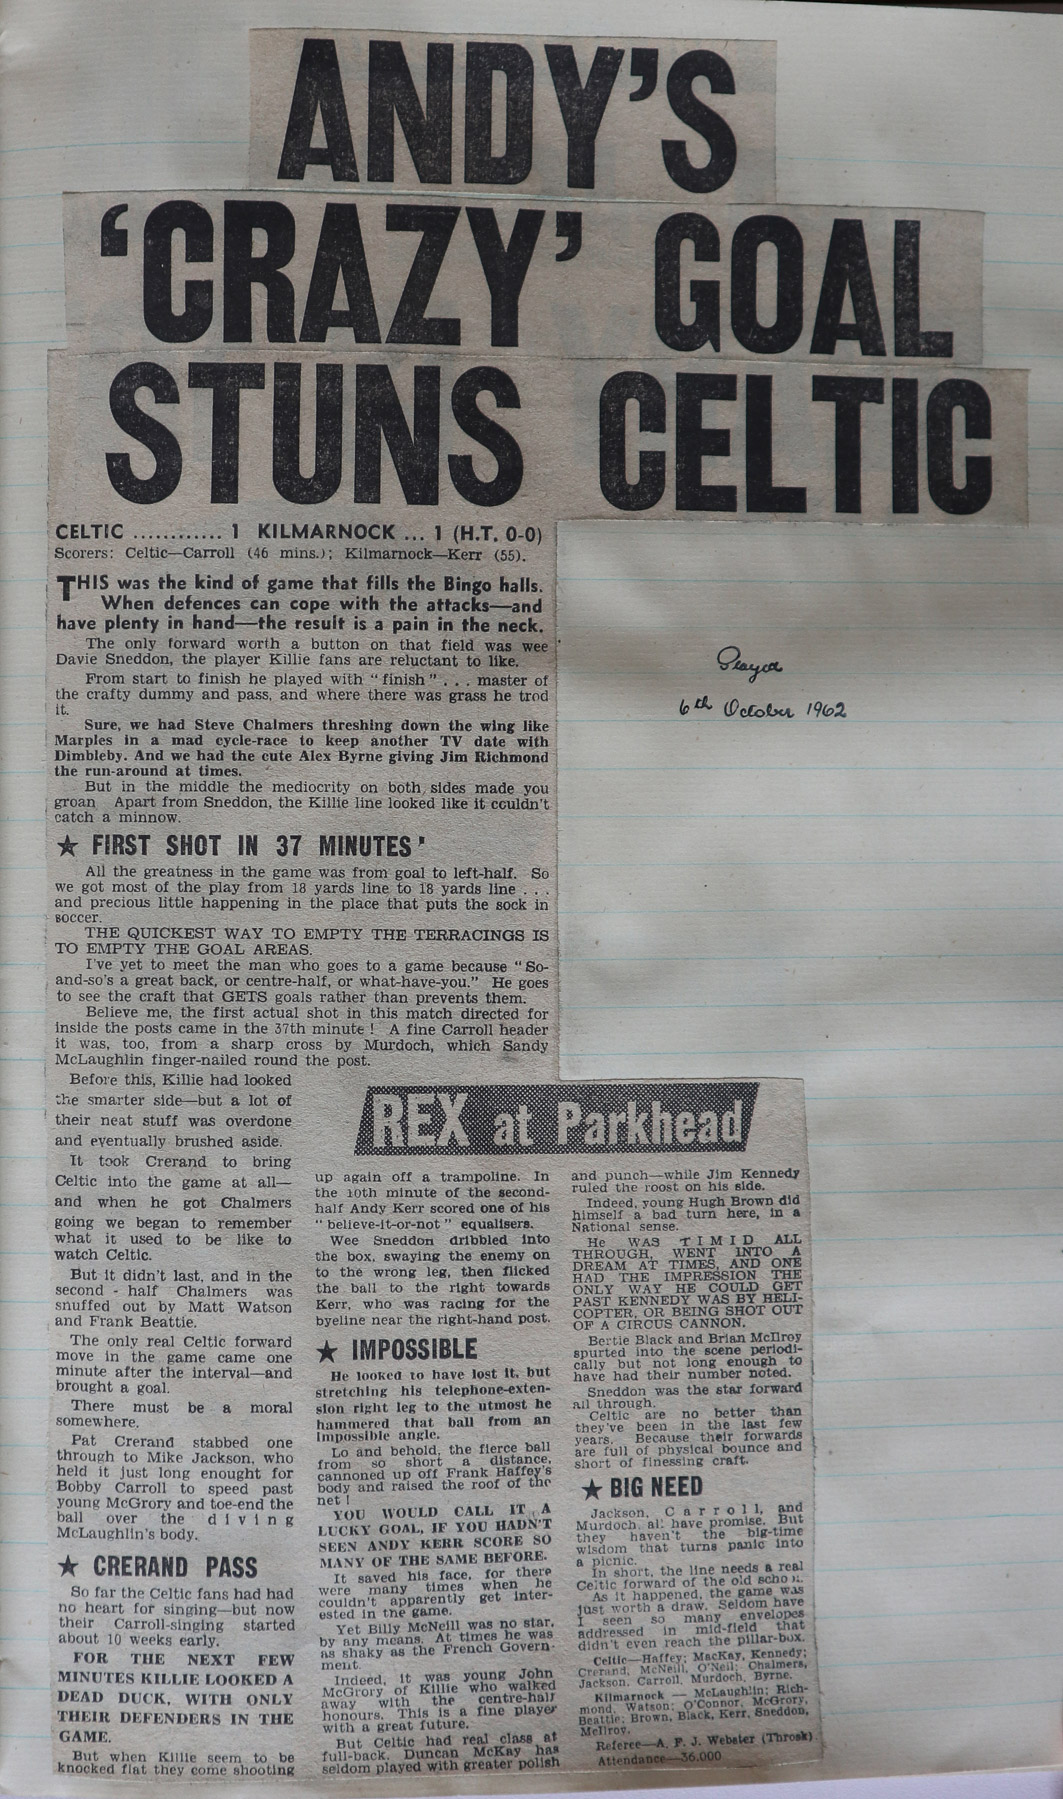 ANDY'S
'CRAZY' GOAL
STUNS CELTIC
CELTIC ............ 1 KILMARNOCK ... 1 (H.T. 0-0)
Scorers: Celtic—Carroll (46 mins.); Kilmarnock—Kerr (55).
THIS was the kind of game that fills the Bingo halls.
When defences can cope with the attacks—and
have plenty in hand—the result is a pain in the neck.
The only forward worth a button on that field was wee
Davie Sneddon, the player Killie fans are reluctant to like.
From start to finish he played with "finish" . . . master of
the crafty dummy and pass, and where there was grass he trod
it.
Sure, we had Steve Chalmers threshing down the wing like
Marples in a mad cycle-race to keep another TV date with
Dimbleby. And we had the cute Alex Byrne giving Jim Richmond
the run-around at times.
But in the middle the mediocrity on both sides made you
groan Apart from Sneddon, the Killie line looked like it couldn't
catch a minnow.
★ FIRST SHOT IN 37 MINUTES'
All the greatness in the game was from goal to left-half. So
we got most of the play from 18 yards line to 18 yards line . . .
and precious little happening in the place that puts the sock in
soccer.
THE QUICKEST WAY TO EMPTY THE TERRACINGS IS
TO EMPTY THE GOAL AREAS.
I've yet to meet the man who goes to a game because "So-
and-so's a great back, or centre-half, or what-have-you." He goes
to see the craft that GETS goals rather than prevents them.
Believe me, the first actual shot in this match directed for
inside the posts came in the 37th minute! A fine Carroll header
it was, too, from a sharp cross by Murdoch, which Sandy
McLaughlin finger-nailed round the post.
Before this, Killie had looked
the smarter side—but a lot of
their neat stuff was overdone
and eventually brushed aside.
It took Crerand to bring
Celtic into the game at all—
and when he got Chalmers
going we began to remember
what it used to be like to
watch Celtic.
But it didn't last, and in the
second - half Chalmers was
snuffed out by Matt Watson
and Frank Beattie.
The only real Celtic forward
move in the game came one
minute after the interval—and
brought a goal.
There must be a moral
somewhere.
Pat Crerand stabbed one
through to Mike Jackson, who
held it just long enought for
Bobby Carroll to speed past
young McGrory and toe-end the
ball over the diving
McLaughlin's body.
★ CRERAND PASS
So far the Celtic fans had had
no heart for singing—but now
their Carroll-singing started
about 10 weeks early.
FOR THE NEXT FEW
MINUTES KILLIE LOOKED A
DEAD DUCK, WITH ONLY
THEIR DEFENDERS IN THE
GAME.
But when Killie seem to be
knocked flat they come shooting
REX at Parkhead
up again off a trampoline. In
the 10th minute of the second-
half Andy Kerr scored one of his
"believe-it-or-not" equalisers.
Wee Sneddon dribbled into
the box, swaying the enemy on
to the wrong leg, then flicked
the ball to the right towards
Kerr, who was racing for the
byeline near the right-hand post.
★ IMPOSSIBLE
He looked to have lost it, but
stretching his telephone-exten-
sion right leg to the utmost he
hammered that ball from an
impossible angle.
Lo and behold, the fierce ball
from so short a distance,
cannoned up off Frank Haffey's
body and raised the roof of the
net!
YOU WOULD CALL IT A
LUCKY GOAL, IF YOU HADN'T
SEEN ANDY KERR SCORE SO
MANY OF THE SAME BEFORE.
It saved his face, for there
were many times when he
couldn't apparently get inter-
ested in the game.
Yet Billy McNeill was no star,
by any means. At times he was
as shaky as the French Govern-
ment.
Indeed, it was young John
McGrory of Killie who walked
away with the centre-half
honours. This is a fine player
with a great future.
But Celtic had real class at
full-back. Duncan McKay has
seldom played with greater polish
and punch—while Jim Kennedy
ruled the roost on his side.
Indeed, young Hugh Brown did
himself a bad turn here, in a
National sense.
He WAS TIMID ALL
THROUGH, WENT INTO A
DREAM AT TIMES, AND ONE
HAD THE IMPRESSION THE
ONLY WAY HE COULD GET
PAST KENNEDY WAS BY HELI-
COPTER, OR BEING SHOT OUT
OF A CIRCUS CANNON.
Bertie Black and Brian McIlroy
spurted into the scene periodi-
cally but not long enough to
have had their number noted.
Sneddon was the star forward
all through.
Celtic are no better than
they've been in the last few
years. Because their forwards
are full of physical bounce and
short of finessing craft.
★ BIG NEED
Jackson, Carroll, and
Murdoch, all have promise. But
they haven't the big-time
wisdom that turns panic into
a picnic.
In short, the line needs a real
Celtic forward of the old school.
As it happened, the game was
just worth a draw. Seldom have
I seen so many envelopes
addressed in mid-field that
didn't even reach the pillar-box.
Celtic—Haffey; MacKay, Kennedy;
Crerand, McNeill, O'Neil; Chalmers,
Jackson, Carroll, Murdoch, Byrne.
Kilmarnock — McLaughlin; Rich-
mond, Watson; O'Connor, McGrory,
Beattie; Brown, Black, Kerr, Sneddon,
McIlroy.
Referee—A. F. J. Webster (Throsk)
Attendance—36,000
Played
6th October 1962